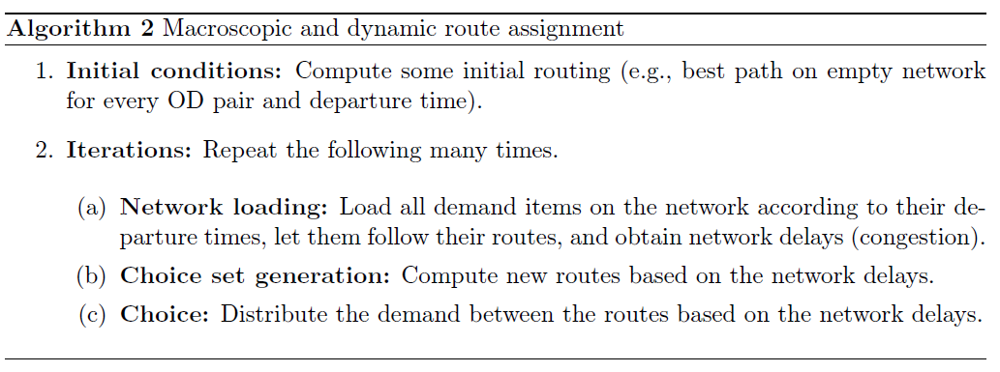 Algorithm 2 Macroscopic and dynamic route assignment
1. Initial conditions: Compute some initial routing (e.g., best path on empty network
for every OD pair and departure time).
2. Iterations: Repeat the following many times.
(a) Network loading: Load all demand items on the network according to their de-
parture times, let them follow their routes, and obtain network delays (congestion).
(b) Choice set generation: Compute new routes based on the network delays.
(c) Choice: Distribute the demand between the routes based on the network delays.